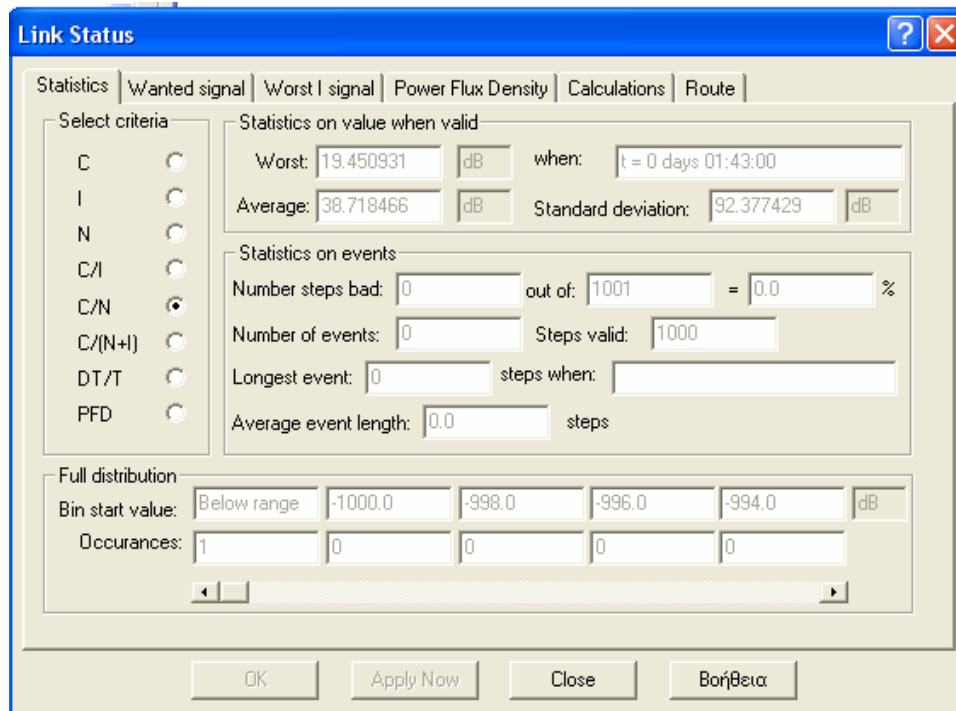 Link Status
Statistics Wanted signal Worst I signal Power Flux Density Calculations Route
Select criteria
C
I
N
C/I
C/N
C/(N+I)
DT/T
PFD
Statistics on value when valid
Worst: 19.450931 dB when: t = 0 days 01:43:00
Average: 38.718466 dB Standard deviation: 92.377429 dB
Statistics on events
Number steps bad: 0 out of: 1001 = 0.0 %
Number of events: 0 Steps valid: 1000
Longest event: 0 steps when:
Average event length: 0.0 steps
Full distribution
Bin start value: Below range -1000.0 -998.0 -996.0 -994.0 dB
Occurances: 1 0 0 0 0
OK Apply Now Close Βοήθεια